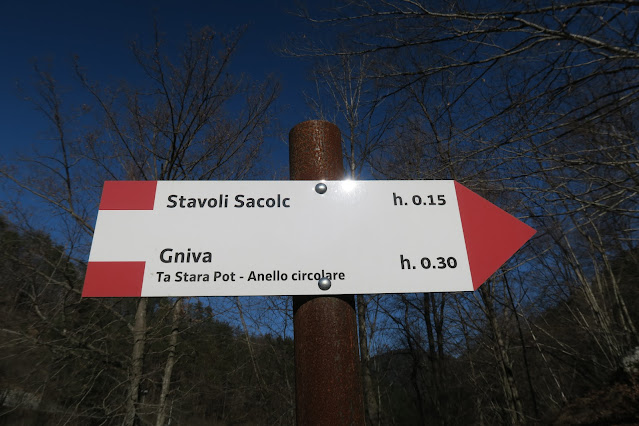 Stavoli Sacolc h. 0.15
Gniva h. 0.30
Ta Stara Pot - Anello circolare